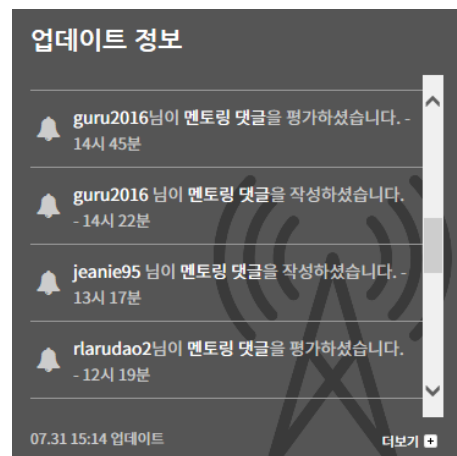 업데이트 정보
guru2016님이 멘토링 댓글을 평가하셨습니다. -
14시 45분
guru2016 님이 멘토링 댓글을 작성하셨습니다.
- 14시 22분
jeanie95 님이 멘토링 댓글을 작성하셨습니다. -
13시 17분
rlarudao2님이 멘토링 댓글을 평가하셨습니다.
- 12시 19분
07.31 15:14 업데이트
더보기